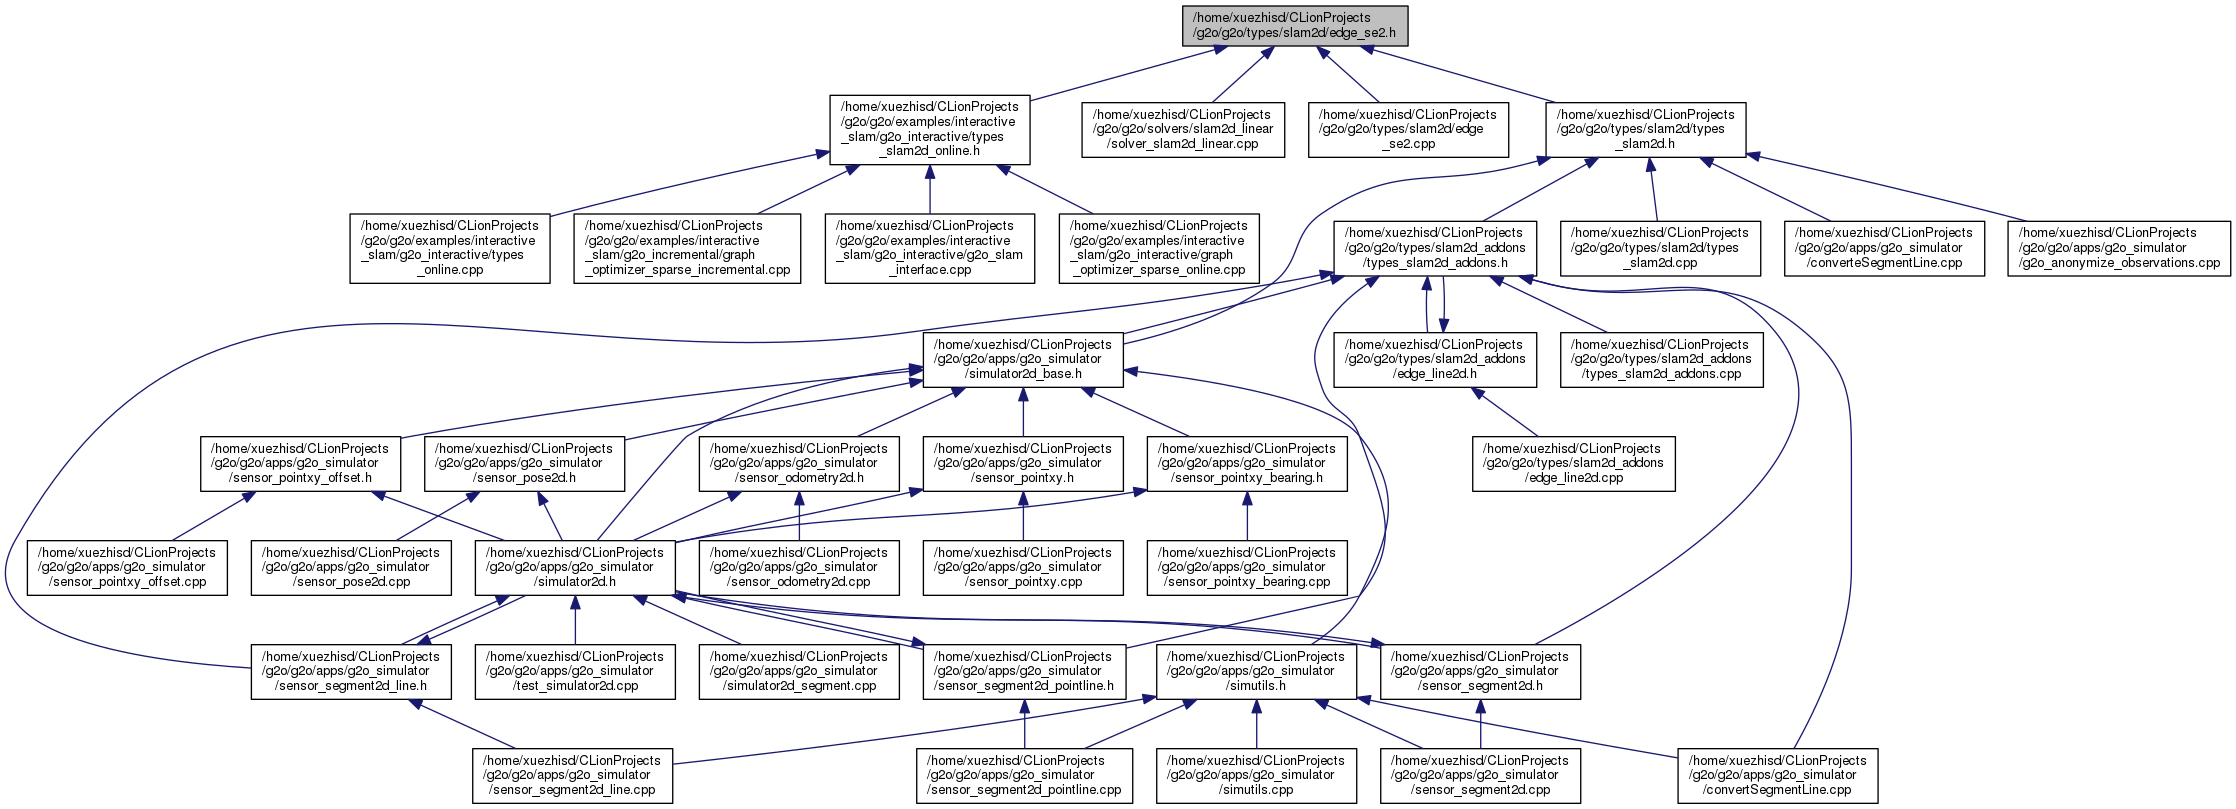 /home/xuezhisd/CLionProjects
/g2o/g2o/types/slam2d/edge_se2.h
/home/xuezhisd/CLionProjects
/g2o/g2o/examples/interactive
_slam/g2o_interactive/types
_slam2d_online.h
/home/xuezhisd/CLionProjects
/g2o/g2o/solvers/slam2d_linear
/solver_slam2d_linear.cpp
/home/xuezhisd/CLionProjects
/g2o/g2o/types/slam2d/edge
_se2.cpp
/home/xuezhisd/CLionProjects
/g2o/g2o/types/slam2d/types
_slam2d.h
/home/xuezhisd/CLionProjects
/g2o/g2o/examples/interactive
_slam/g2o_interactive/types
_online.cpp
/home/xuezhisd/CLionProjects
/g2o/g2o/examples/interactive
_slam/g2o_incremental/graph
_optimizer_sparse_incremental.cpp
/home/xuezhisd/CLionProjects
/g2o/g2o/examples/interactive
_slam/g2o_interactive/g2o_slam
_interface.cpp
/home/xuezhisd/CLionProjects
/g2o/g2o/examples/interactive
_slam/g2o_interactive/graph
_optimizer_sparse_online.cpp
/home/xuezhisd/CLionProjects
/g2o/g2o/types/slam2d_addons
/types_slam2d_addons.h
/home/xuezhisd/CLionProjects
/g2o/g2o/types/slam2d/types
_slam2d.cpp
/home/xuezhisd/CLionProjects
/g2o/g2o/apps/g2o_simulator
/converteSegmentLine.cpp
/home/xuezhisd/CLionProjects
/g2o/g2o/apps/g2o_simulator
/g2o_anonymize_observations.cpp
/home/xuezhisd/CLionProjects
/g2o/g2o/apps/g2o_simulator
/simulator2d_base.h
/home/xuezhisd/CLionProjects
/g2o/g2o/types/slam2d_addons
/edge_line2d.h
/home/xuezhisd/CLionProjects
/g2o/g2o/types/slam2d_addons
/types_slam2d_addons.cpp
/home/xuezhisd/CLionProjects
/g2o/g2o/apps/g2o_simulator
/sensor_pointxy_offset.h
/home/xuezhisd/CLionProjects
/g2o/g2o/apps/g2o_simulator
/sensor_pose2d.h
/home/xuezhisd/CLionProjects
/g2o/g2o/apps/g2o_simulator
/sensor_odometry2d.h
/home/xuezhisd/CLionProjects
/g2o/g2o/apps/g2o_simulator
/sensor_pointxy.h
/home/xuezhisd/CLionProjects
/g2o/g2o/apps/g2o_simulator
/sensor_pointxy_bearing.h
/home/xuezhisd/CLionProjects
/g2o/g2o/types/slam2d_addons
/edge_line2d.cpp
/home/xuezhisd/CLionProjects
/g2o/g2o/apps/g2o_simulator
/sensor_pointxy_offset.cpp
/home/xuezhisd/CLionProjects
/g2o/g2o/apps/g2o_simulator
/sensor_pose2d.cpp
/home/xuezhisd/CLionProjects
/g2o/g2o/apps/g2o_simulator
/simulator2d.h
/home/xuezhisd/CLionProjects
/g2o/g2o/apps/g2o_simulator
/sensor_odometry2d.cpp
/home/xuezhisd/CLionProjects
/g2o/g2o/apps/g2o_simulator
/sensor_pointxy.cpp
/home/xuezhisd/CLionProjects
/g2o/g2o/apps/g2o_simulator
/sensor_pointxy_bearing.cpp
/home/xuezhisd/CLionProjects
/g2o/g2o/apps/g2o_simulator
/sensor_segment2d_line.h
/home/xuezhisd/CLionProjects
/g2o/g2o/apps/g2o_simulator
/test_simulator2d.cpp
/home/xuezhisd/CLionProjects
/g2o/g2o/apps/g2o_simulator
/simulator2d_segment.cpp
/home/xuezhisd/CLionProjects
/g2o/g2o/apps/g2o_simulator
/sensor_segment2d_pointline.h
/home/xuezhisd/CLionProjects
/g2o/g2o/apps/g2o_simulator
/simutils.h
/home/xuezhisd/CLionProjects
/g2o/g2o/apps/g2o_simulator
/sensor_segment2d.h
/home/xuezhisd/CLionProjects
/g2o/g2o/apps/g2o_simulator
/sensor_segment2d_line.cpp
/home/xuezhisd/CLionProjects
/g2o/g2o/apps/g2o_simulator
/sensor_segment2d_pointline.cpp
/home/xuezhisd/CLionProjects
/g2o/g2o/apps/g2o_simulator
/simutils.cpp
/home/xuezhisd/CLionProjects
/g2o/g2o/apps/g2o_simulator
/sensor_segment2d.cpp
/home/xuezhisd/CLionProjects
/g2o/g2o/apps/g2o_simulator
/convertSegmentLine.cpp